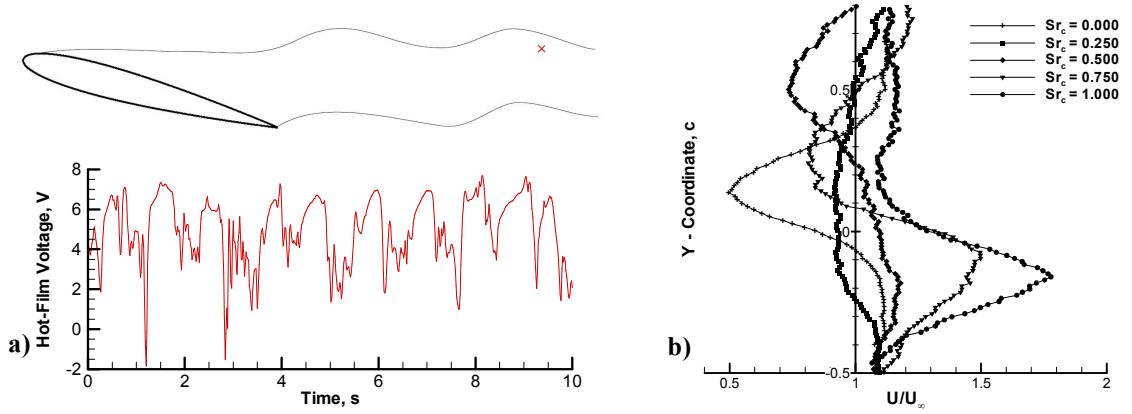 a)
Hot-Film Voltage, V
8
6
4
2
0
-2
0 2 4 6 8 10
Time, s
b)
Y - Coordinate, c
0.5
0
-0.5
0.5 1 1.5 2
U/U∞
Sr_c = 0.000
Sr_c = 0.250
Sr_c = 0.500
Sr_c = 0.750
Sr_c = 1.000